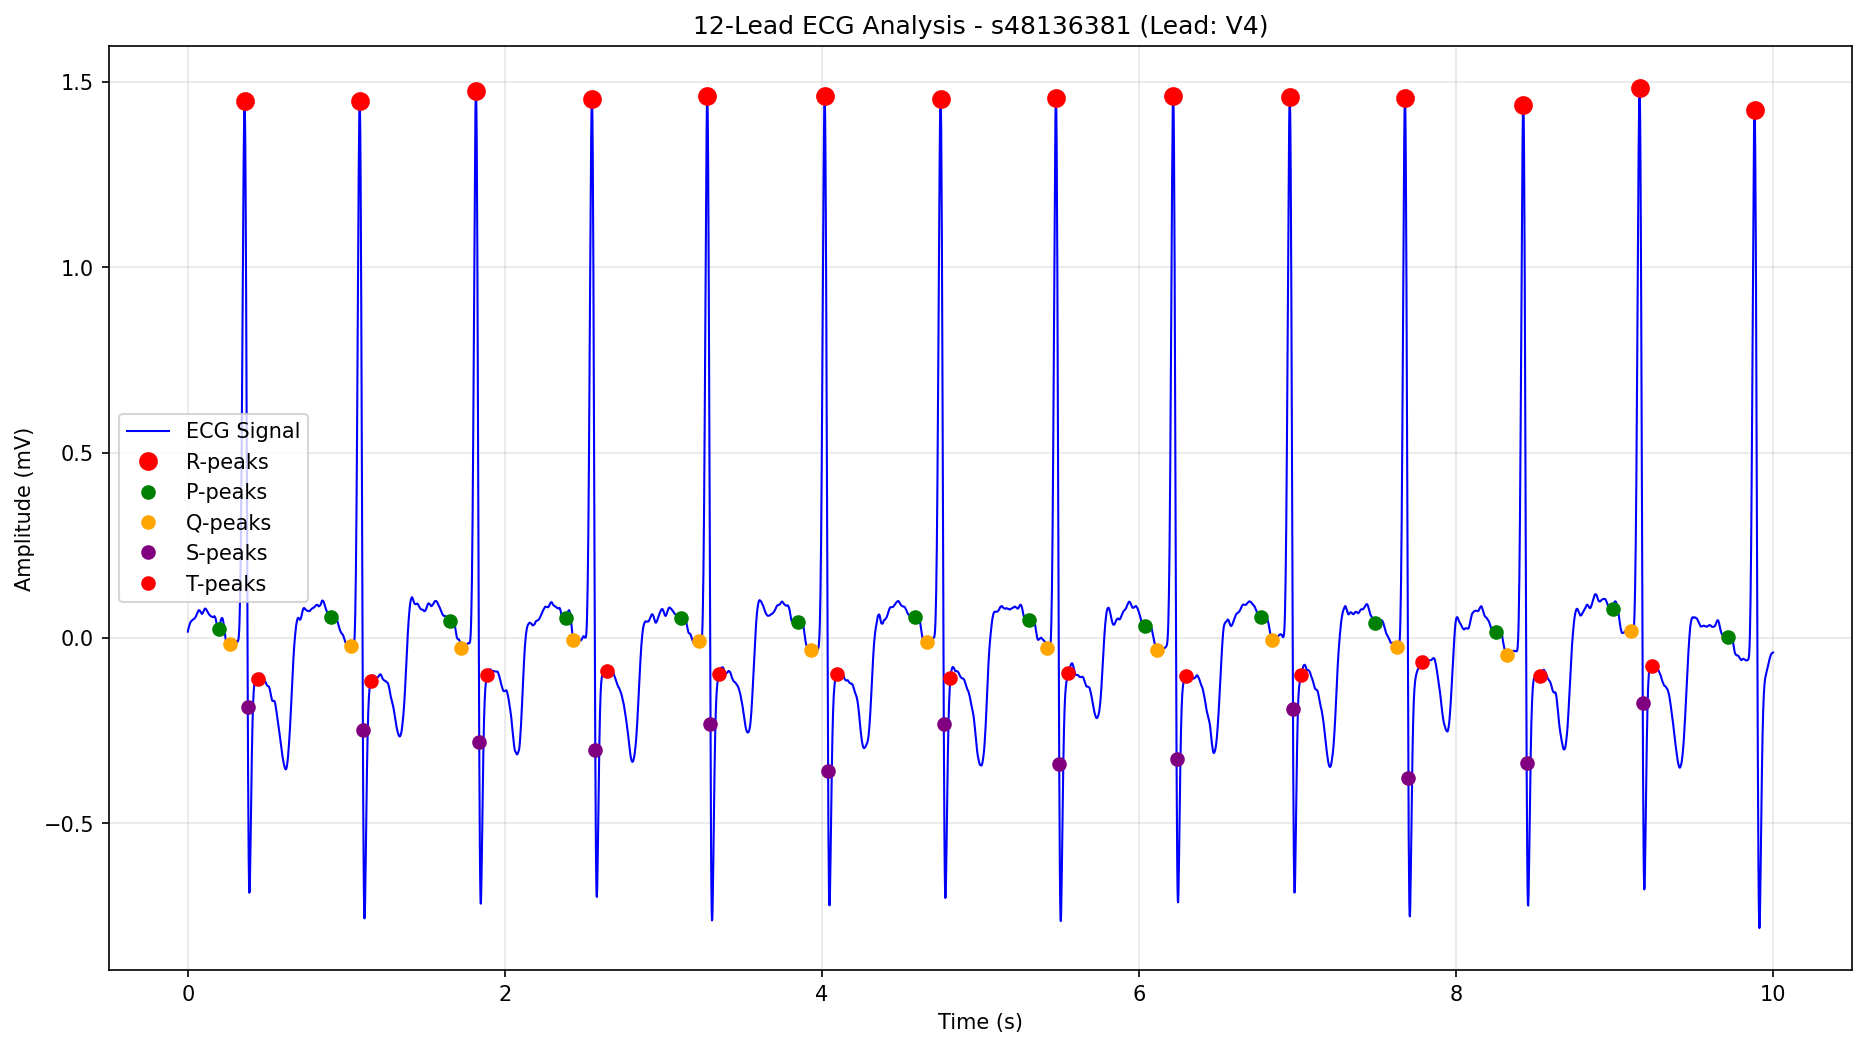 12-Lead ECG Analysis - s48136381 (Lead: V4)
1.5
1.0
0.5
0.0
−0.5
Amplitude (mV)
ECG Signal
R-peaks
P-peaks
Q-peaks
S-peaks
T-peaks
0 2 4 6 8 10
Time (s)